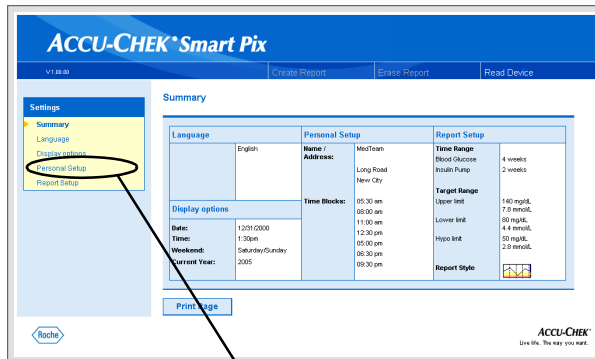 ACCU-CHEK® Smart Pix
V 1.00.00
Create Report
Erase Report
Read Device
Settings
Summary
Language
Display options
Personal Setup
Report Setup
Summary
Language
English
Display options
Date: 12/31/2000
Time: 1:30pm
Weekend: Saturday/Sunday
Current Year: 2005
Personal Setup
Name / MedTeam
Address:
Long Road
New City
Time Blocks: 05:30 am
08:00 am
11:00 am
12:30 pm
05:00 pm
06:30 pm
09:30 pm
Report Setup
Time Range
Blood Glucose 4 weeks
Insulin Pump 2 weeks
Target Range
Upper limit 140 mg/dL
7.8 mmol/L
Lower limit 80 mg/dL
4.4 mmol/L
Hypo limit 50 mg/dL
2.8 mmol/L
Report Style
Print Page
Roche
ACCU-CHEK®
Live life. The way you want.